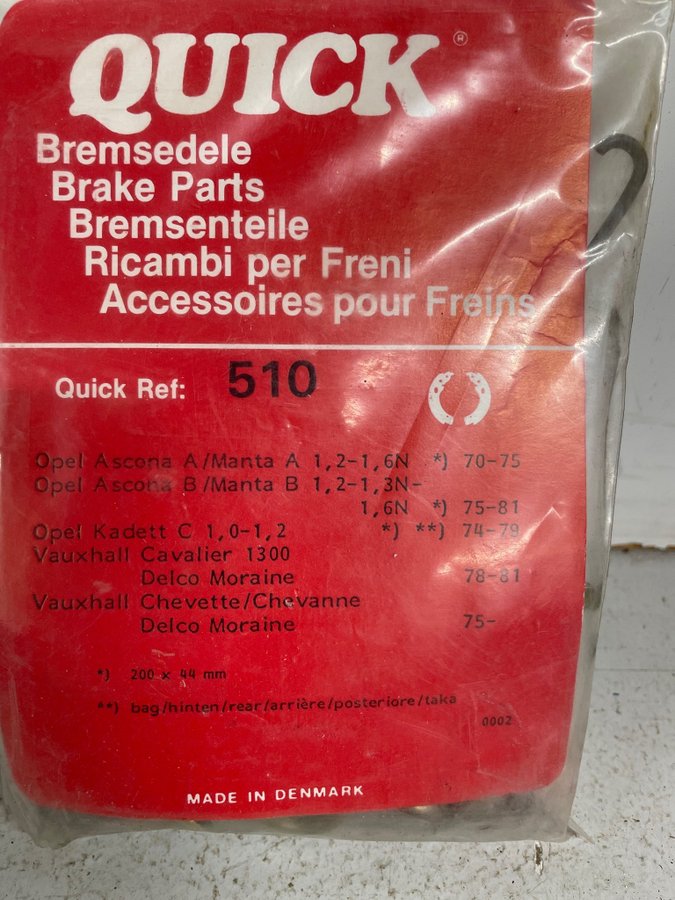 QUICK ®
Bremsedele
Brake Parts
Bremsenteile
Ricambi per Freni
Accessoires pour Freins
Quick Ref: 510
Opel Ascona A/Manta A 1,2-1,6N *) 70-75
Opel Ascona B/Manta B 1,2-1,3N-
1,6N *) 75-81
Opel Kadett C 1,0-1,2 *) **) 74-79
Vauxhall Cavalier 1300
Delco Moraine 78-81
Vauxhall Chevette/Chevanne
Delco Moraine 75-
*) 200 x 44 mm
**) bag/hinten/rear/arrière/posteriore/taka
0002
MADE IN DENMARK